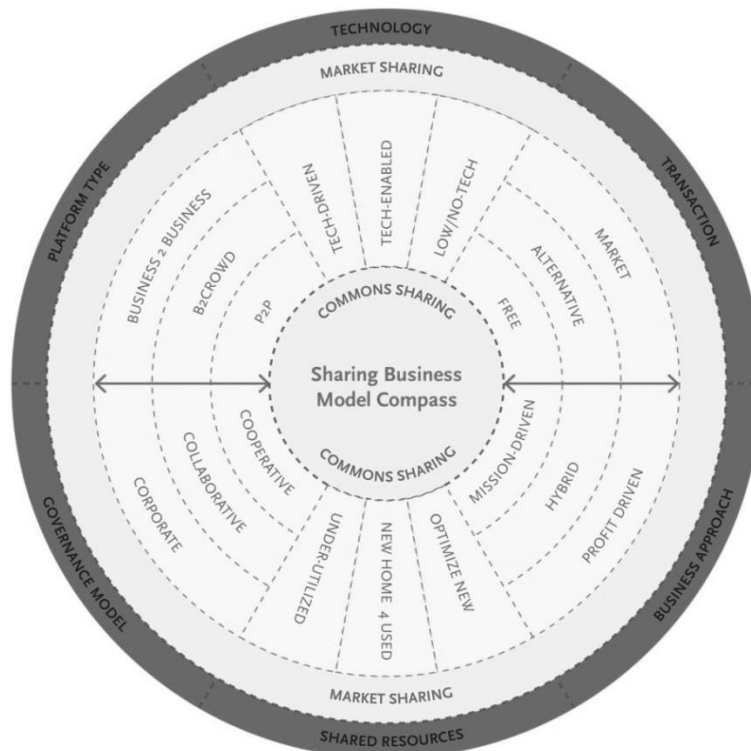 TECHNOLOGY
MARKET SHARING
PLATFORM TYPE
BUSINESS 2 BUSINESS
B2CROWD
P2P
TECH-DRIVEN
TECH-ENABLED
LOW/NO-TECH
FREE
ALTERNATIVE
MARKET
TRANSACTION
COMMONS SHARING
Sharing Business
Model Compass
COMMONS SHARING
GOVERNANCE MODEL
CORPORATE
COLLABORATIVE
COOPERATIVE
UNDER-UTILIZED
NEW HOME 4 USED
OPTIMIZE NEW
MISSION-DRIVEN
HYBRID
PROFIT DRIVEN
BUSINESS APPROACH
MARKET SHARING
SHARED RESOURCES